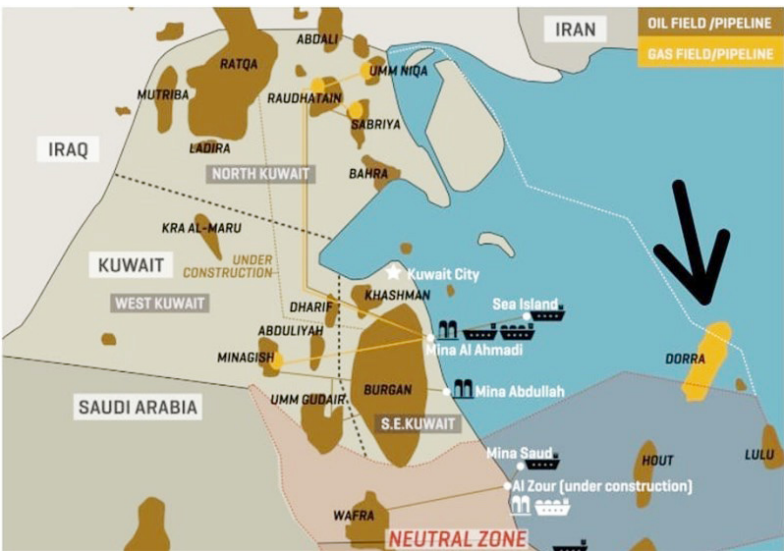 OIL FIELD /PIPELINE
GAS FIELD/PIPELINE
IRAN
ABDALI
RATQA
UMM NIQA
MUTRIBA
RAUDHATAIN
SABRIYA
IRAQ
LADIRA
NORTH KUWAIT
BAHRA
KRA AL-MARU
KUWAIT
UNDER
CONSTRUCTION
Kuwait City
WEST KUWAIT
KHASHMAN
DHARIF
Sea Island
ABDULIYAH
Mina Al Ahmadi
MINAGISH
DORRA
BURGAN
Mina Abdullah
UMM GUDAIR
SAUDI ARABIA
S.E.KUWAIT
Mina Saud
HOUT
LULU
Al Zour (under construction)
WAFRA
NEUTRAL ZONE